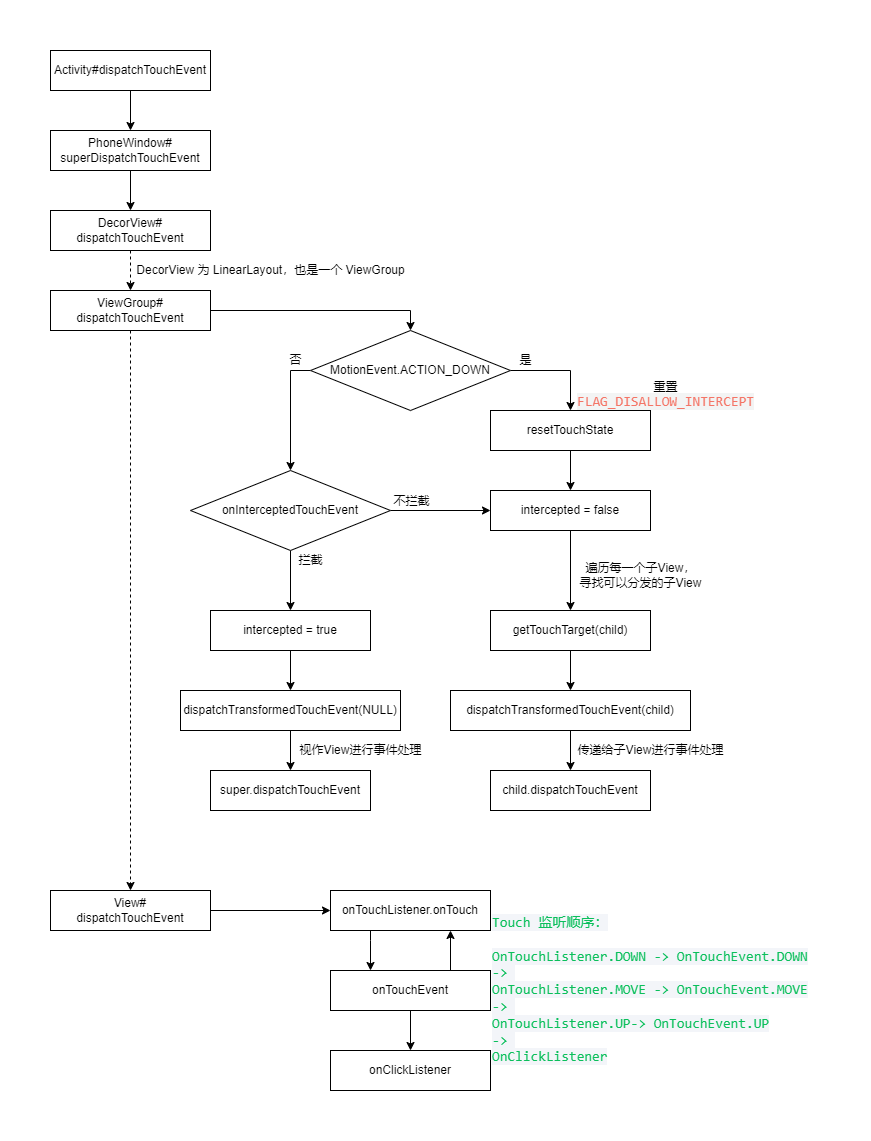 Activity#dispatchTouchEvent
PhoneWindow#
superDispatchTouchEvent
DecorView#
dispatchTouchEvent
DecorView 为 LinearLayout，也是一个 ViewGroup
ViewGroup#
dispatchTouchEvent
否
MotionEvent.ACTION_DOWN
是
重置
FLAG_DISALLOW_INTERCEPT
resetTouchState
onInterceptedTouchEvent
不拦截
intercepted = false
拦截
遍历每一个子View，
寻找可以分发的子View
intercepted = true
getTouchTarget(child)
dispatchTransformedTouchEvent(NULL)
dispatchTransformedTouchEvent(child)
视作View进行事件处理
传递给子View进行事件处理
super.dispatchTouchEvent
child.dispatchTouchEvent
View#
dispatchTouchEvent
onTouchListener.onTouch
Touch 监听顺序：
OnTouchListener.DOWN -> OnTouchEvent.DOWN
->
onTouchEvent
OnTouchListener.MOVE -> OnTouchEvent.MOVE
->
OnTouchListener.UP-> OnTouchEvent.UP
->
OnClickListener
onClickListener